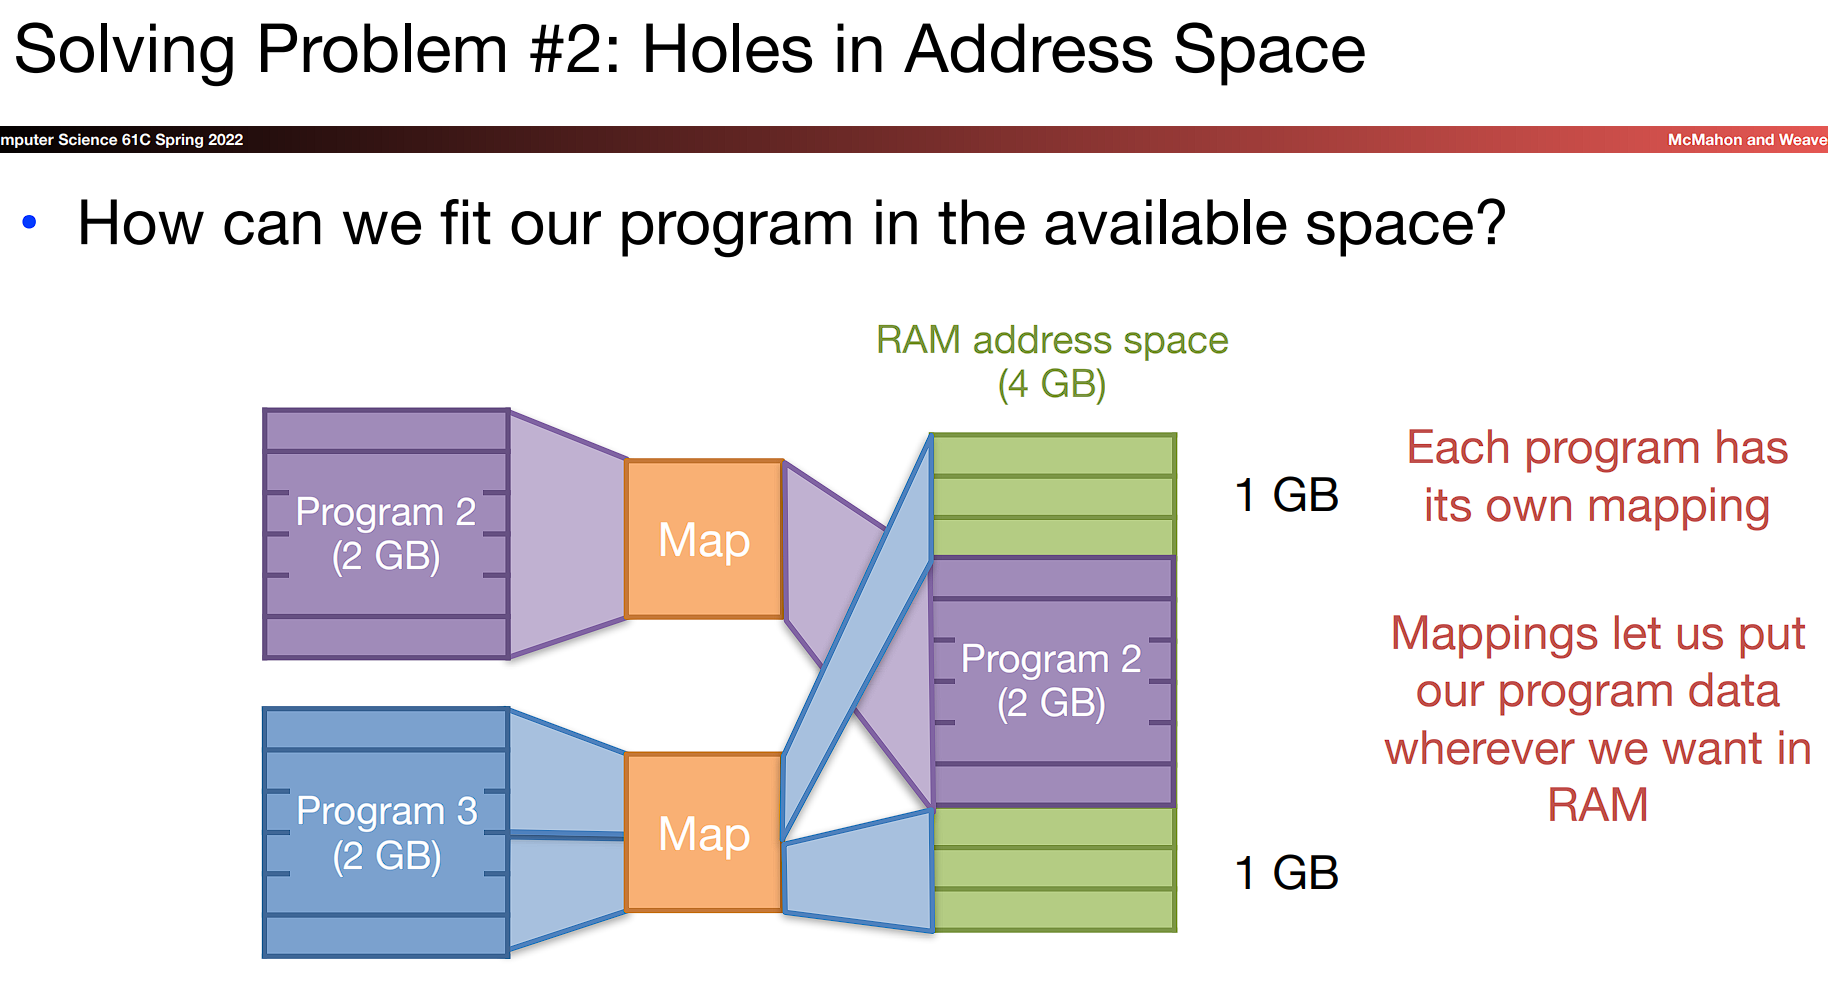 Solving Problem #2: Holes in Address Space
mputer Science 61C Spring 2022
McMahon and Weave
• How can we fit our program in the available space?
RAM address space
(4 GB)
Program 2
(2 GB)
Map
1 GB
Each program has
its own mapping
Program 2
(2 GB)
Mappings let us put
our program data
wherever we want in
RAM
Program 3
(2 GB)
Map
1 GB